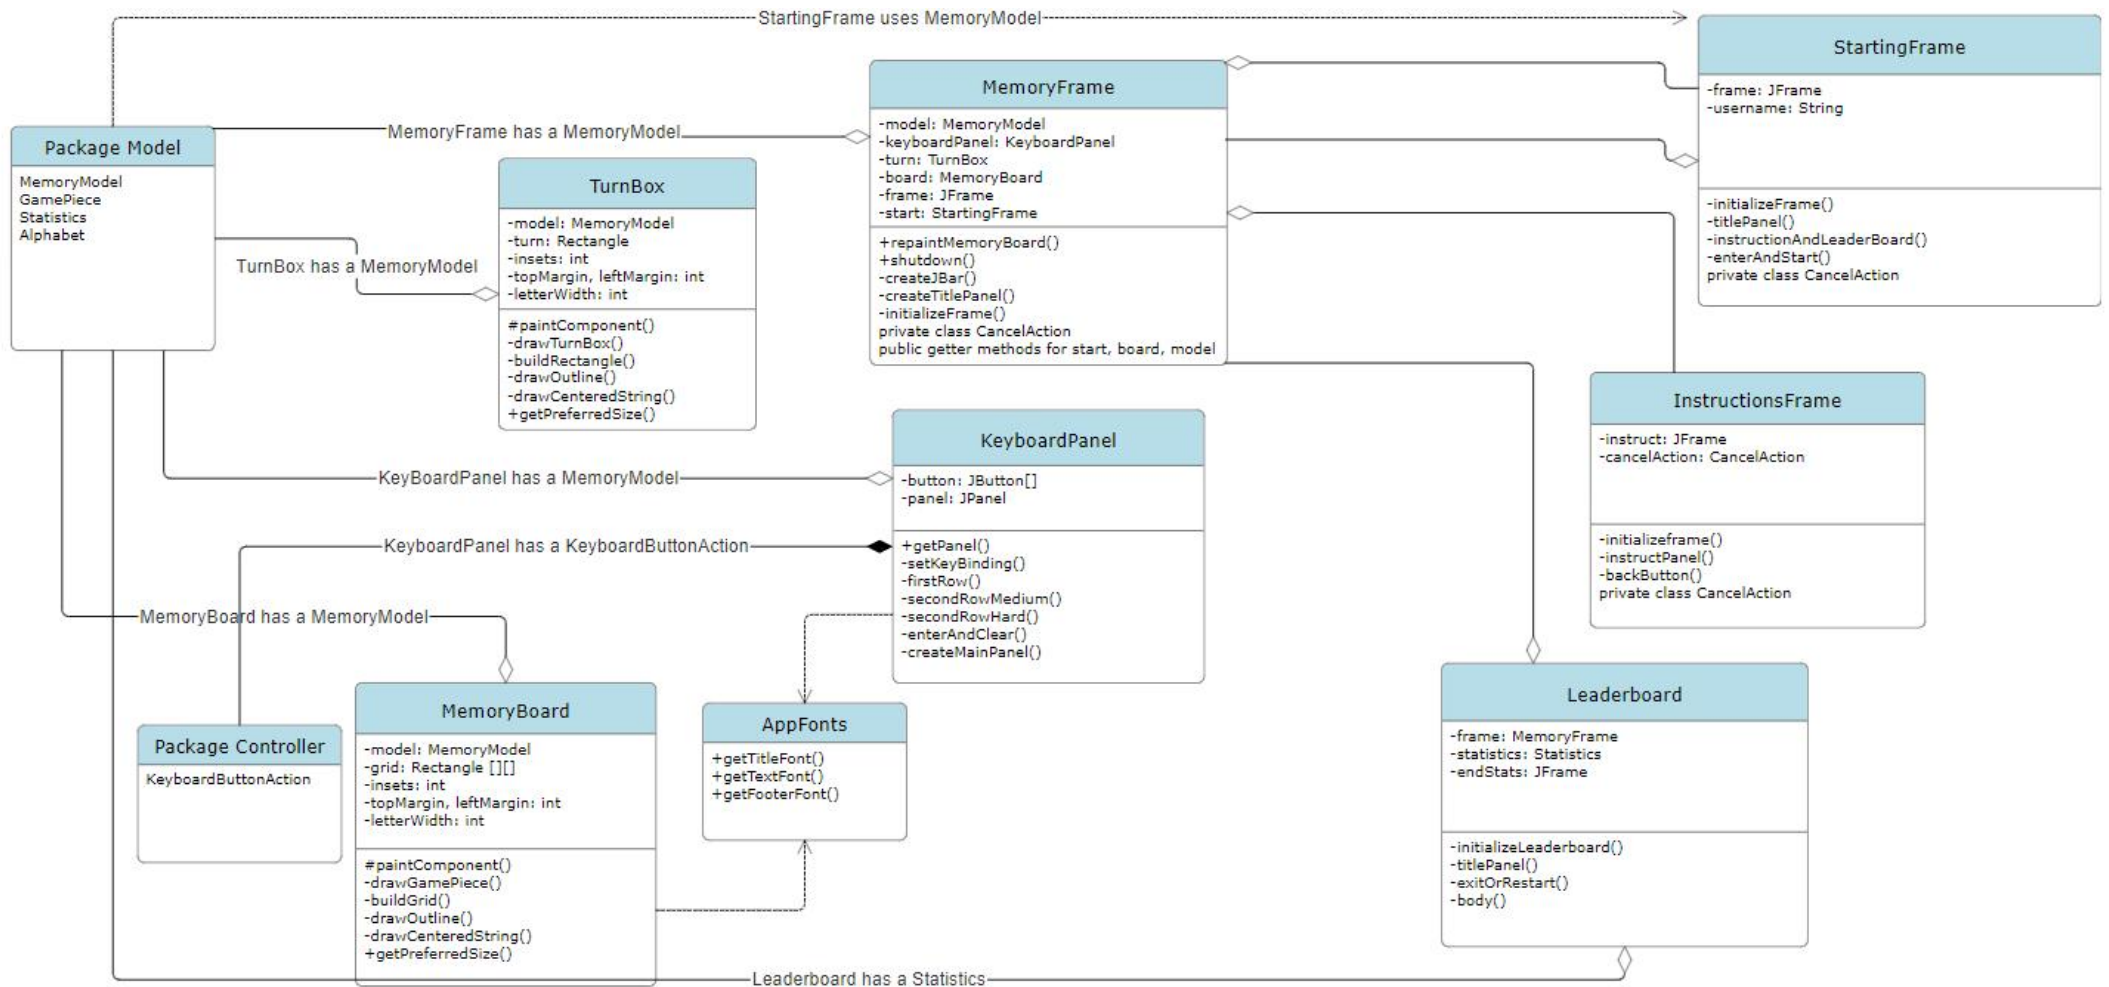 StartingFrame uses MemoryModel
StartingFrame
-frame: JFrame
-username: String
-initializeFrame()
-titlePanel()
-instructionAndLeaderBoard()
-enterAndStart()
private class CancelAction
MemoryFrame
-model: MemoryModel
-keyboardPanel: KeyboardPanel
-turn: TurnBox
-board: MemoryBoard
-frame: JFrame
-start: StartingFrame
+repaintMemoryBoard()
+shutdown()
-createJBar()
-createTitlePanel()
-initializeFrame()
private class CancelAction
public getter methods for start, board, model
MemoryFrame has a MemoryModel
Package Model
MemoryModel
GamePiece
Statistics
Alphabet
TurnBox
-model: MemoryModel
-turn: Rectangle
-insets: int
-topMargin, leftMargin: int
-letterWidth: int
#paintComponent()
-drawTurnBox()
-buildRectangle()
-drawOutline()
-drawCenteredString()
+getPreferredSize()
TurnBox has a MemoryModel
InstructionsFrame
-instruct: JFrame
-cancelAction: CancelAction
-initializeframe()
-instructPanel()
-backButton()
private class CancelAction
KeyboardPanel
-button: JButton[]
-panel: JPanel
+getPanel()
-setKeyBinding()
-firstRow()
-secondRowMedium()
-secondRowHard()
-enterAndClear()
-createMainPanel()
KeyBoardPanel has a MemoryModel
KeyboardPanel has a KeyboardButtonAction
MemoryBoard has a MemoryModel
Package Controller
KeyboardButtonAction
MemoryBoard
-model: MemoryModel
-grid: Rectangle [][]
-insets: int
-topMargin, leftMargin: int
-letterWidth: int
#paintComponent()
-drawGamePiece()
-buildGrid()
-drawOutline()
-drawCenteredString()
+getPreferredSize()
AppFonts
+getTitleFont()
+getTextFont()
+getFooterFont()
Leaderboard
-frame: MemoryFrame
-statistics: Statistics
-endStats: JFrame
-initializeLeaderboard()
-titlePanel()
-exitOrRestart()
-body()
Leaderboard has a Statistics